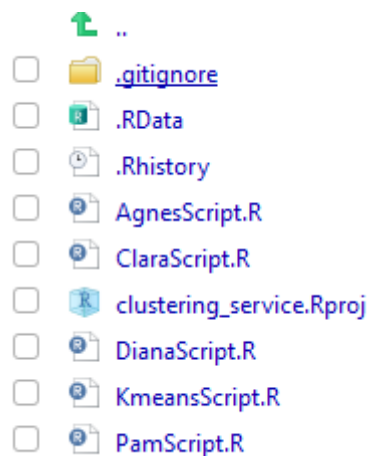 ..
.gitignore
.RData
.Rhistory
AgnesScript.R
ClaraScript.R
clustering_service.Rproj
DianaScript.R
KmeansScript.R
PamScript.R